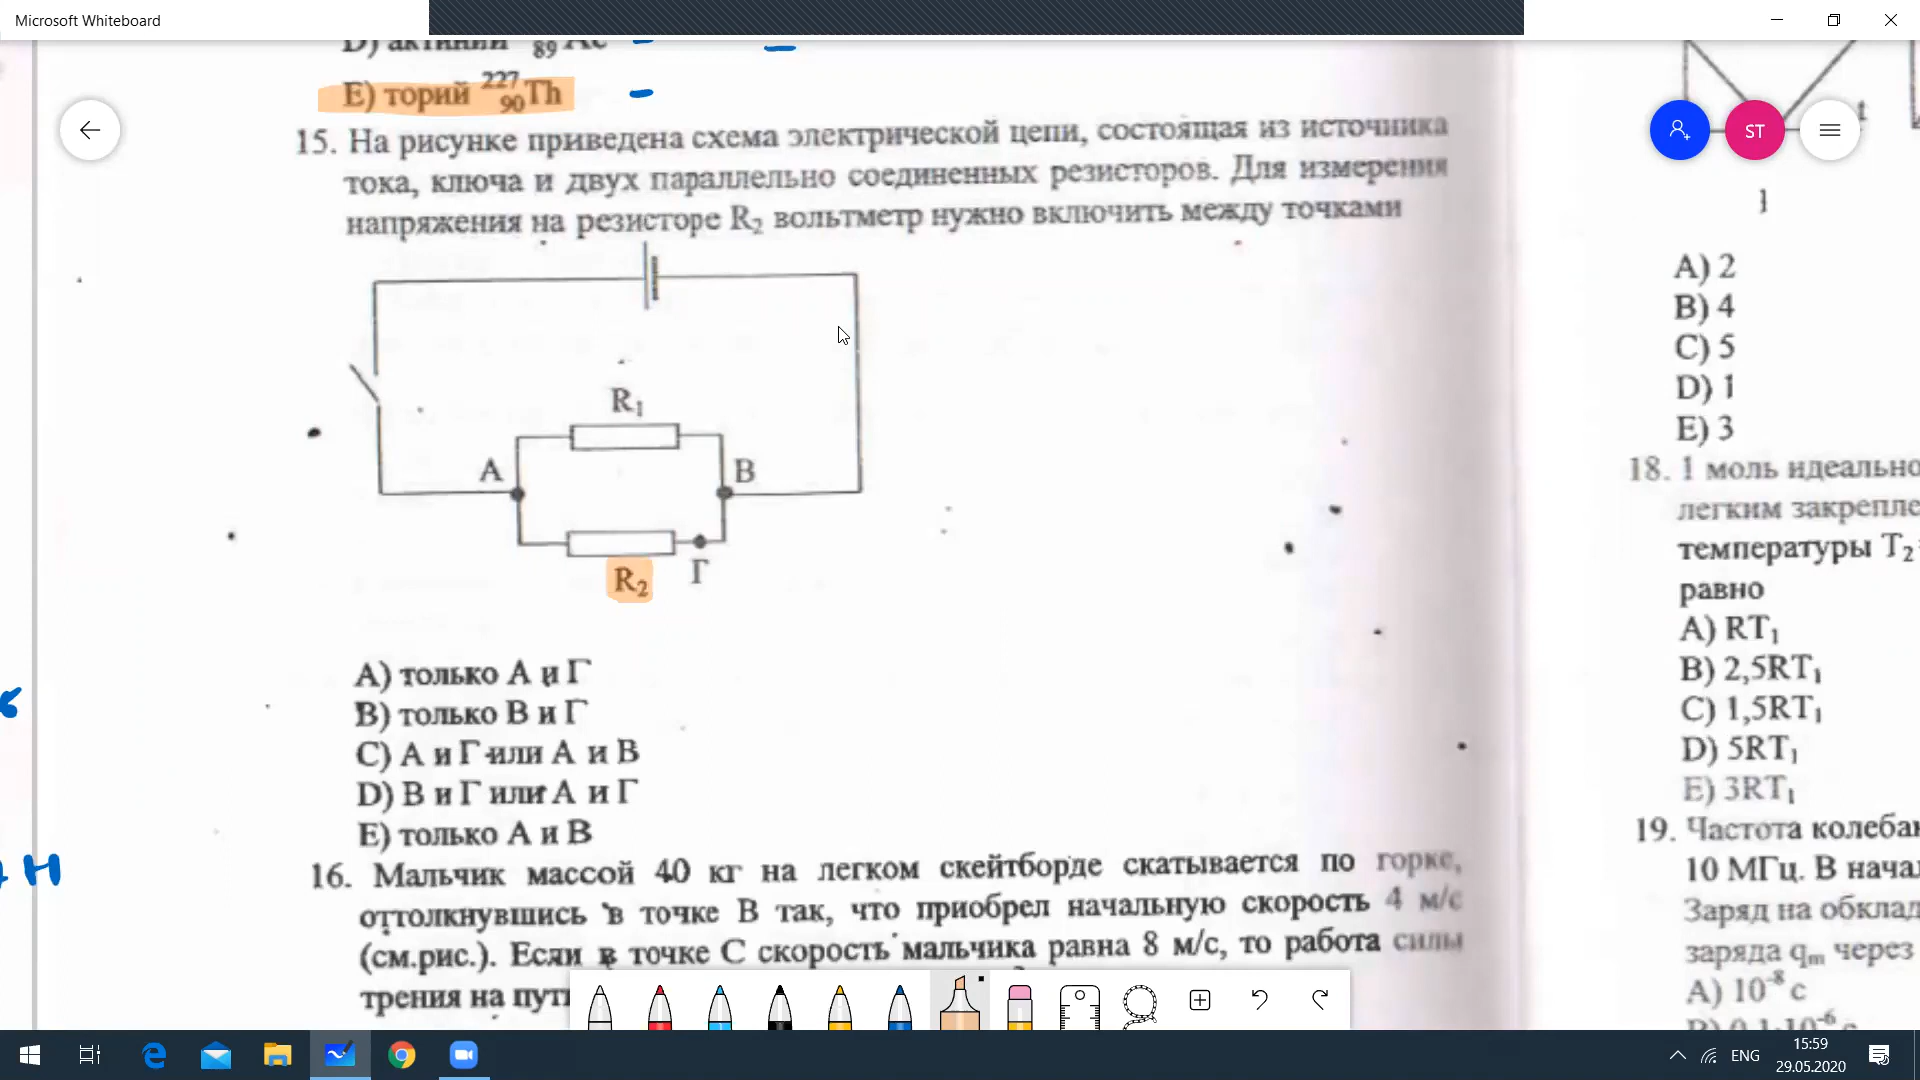 Microsoft Whiteboard
D) актиний 89Ac
E) торий ²²⁷₉₀Th
15. На рисунке приведена схема электрической цепи, состоящая из источника
тока, ключа и двух параллельно соединенных резисторов. Для измерения
напряжения на резисторе R₂ вольтметр нужно включить между точками
R₁
A
B
R₂
Г
A) только А и Г
B) только В и Г
C) А и Г или А и В
D) В и Г или А и Г
E) только А и В
16. Мальчик массой 40 кг на легком скейтборде скатывается по горке,
оттолкнувшись в точке В так, что приобрел начальную скорость 4 м/с
(см.рис.). Если в точке С скорость мальчика равна 8 м/с, то работа силы
трения на пути
н
ST
A) 2
B) 4
C) 5
D) 1
E) 3
18. 1 моль идеально
легким закрепле
температуры T₂
равно
A) RT₁
B) 2,5RT₁
C) 1,5RT₁
D) 5RT₁
E) 3RT₁
19. Частота колебан
10 МГц. В начал
Заряд на обклад
заряда qₘ через
A) 10⁻⁸ с
ENG
15:59
29.05.2020